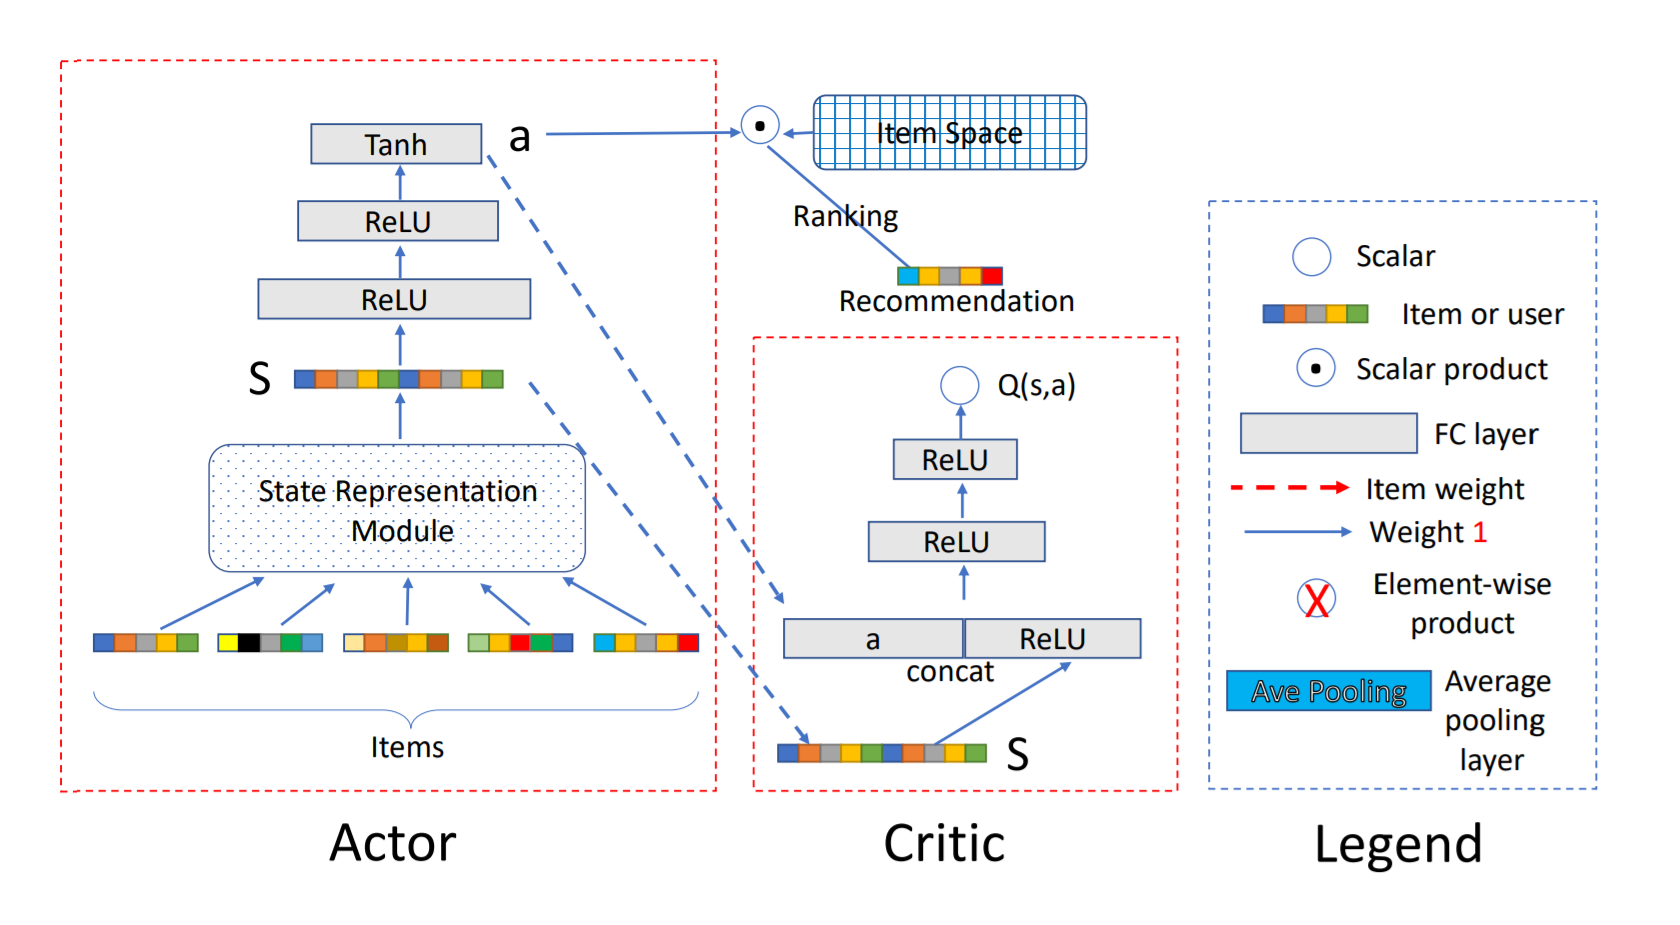 Tanh
a
ReLU
ReLU
S
State Representation
Module
Items
Actor
Item Space
Ranking
Recommendation
Q(s,a)
ReLU
ReLU
a
ReLU
concat
S
Critic
Scalar
Item or user
Scalar product
FC layer
Item weight
Weight 1
X
Element-wise
product
Ave Pooling
Average
pooling
layer
Legend